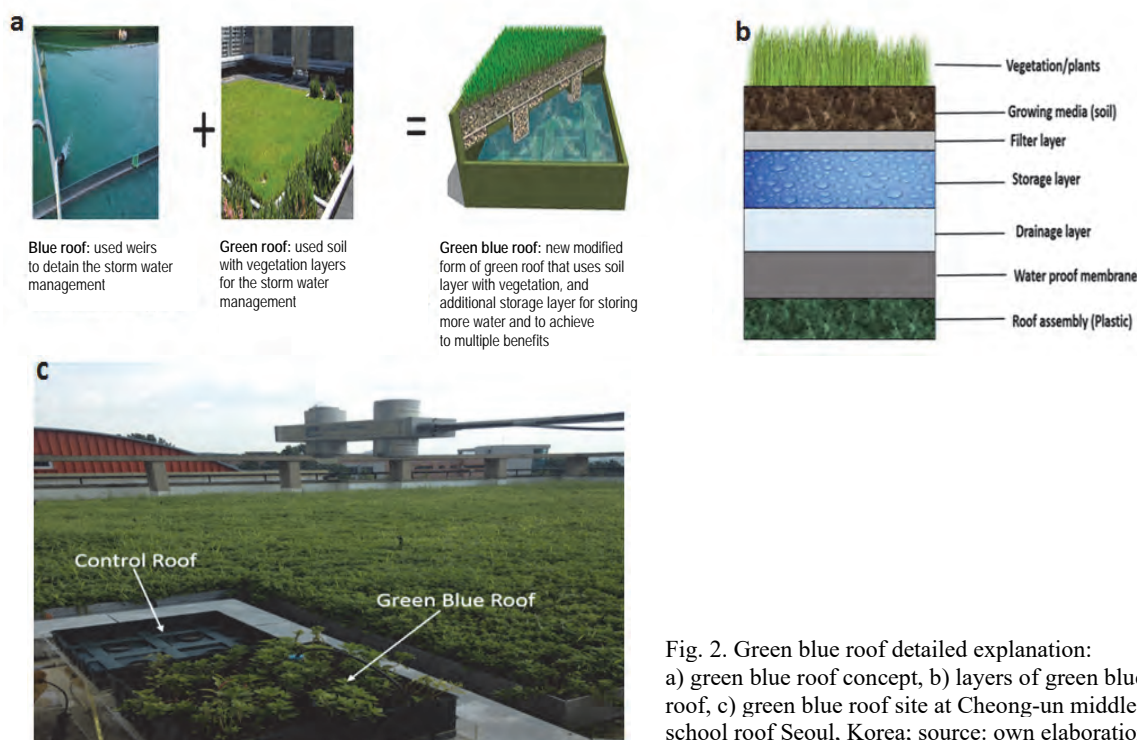 a
+
=
Blue roof: used weirs
to detain the storm water
management
Green roof: used soil
with vegetation layers
for the storm water
management
Green blue roof: new modified
form of green roof that uses soil
layer with vegetation, and
additional storage layer for storing
more water and to achieve
to multiple benefits
b
Vegetation/plants
Growing media (soil)
Filter layer
Storage layer
Drainage layer
Water proof membrane
Roof assembly (Plastic)
c
Control Roof
Green Blue Roof
Fig. 2. Green blue roof detailed explanation:
a) green blue roof concept, b) layers of green blue
roof, c) green blue roof site at Cheong-un middle
school roof Seoul, Korea; source: own elaboratio